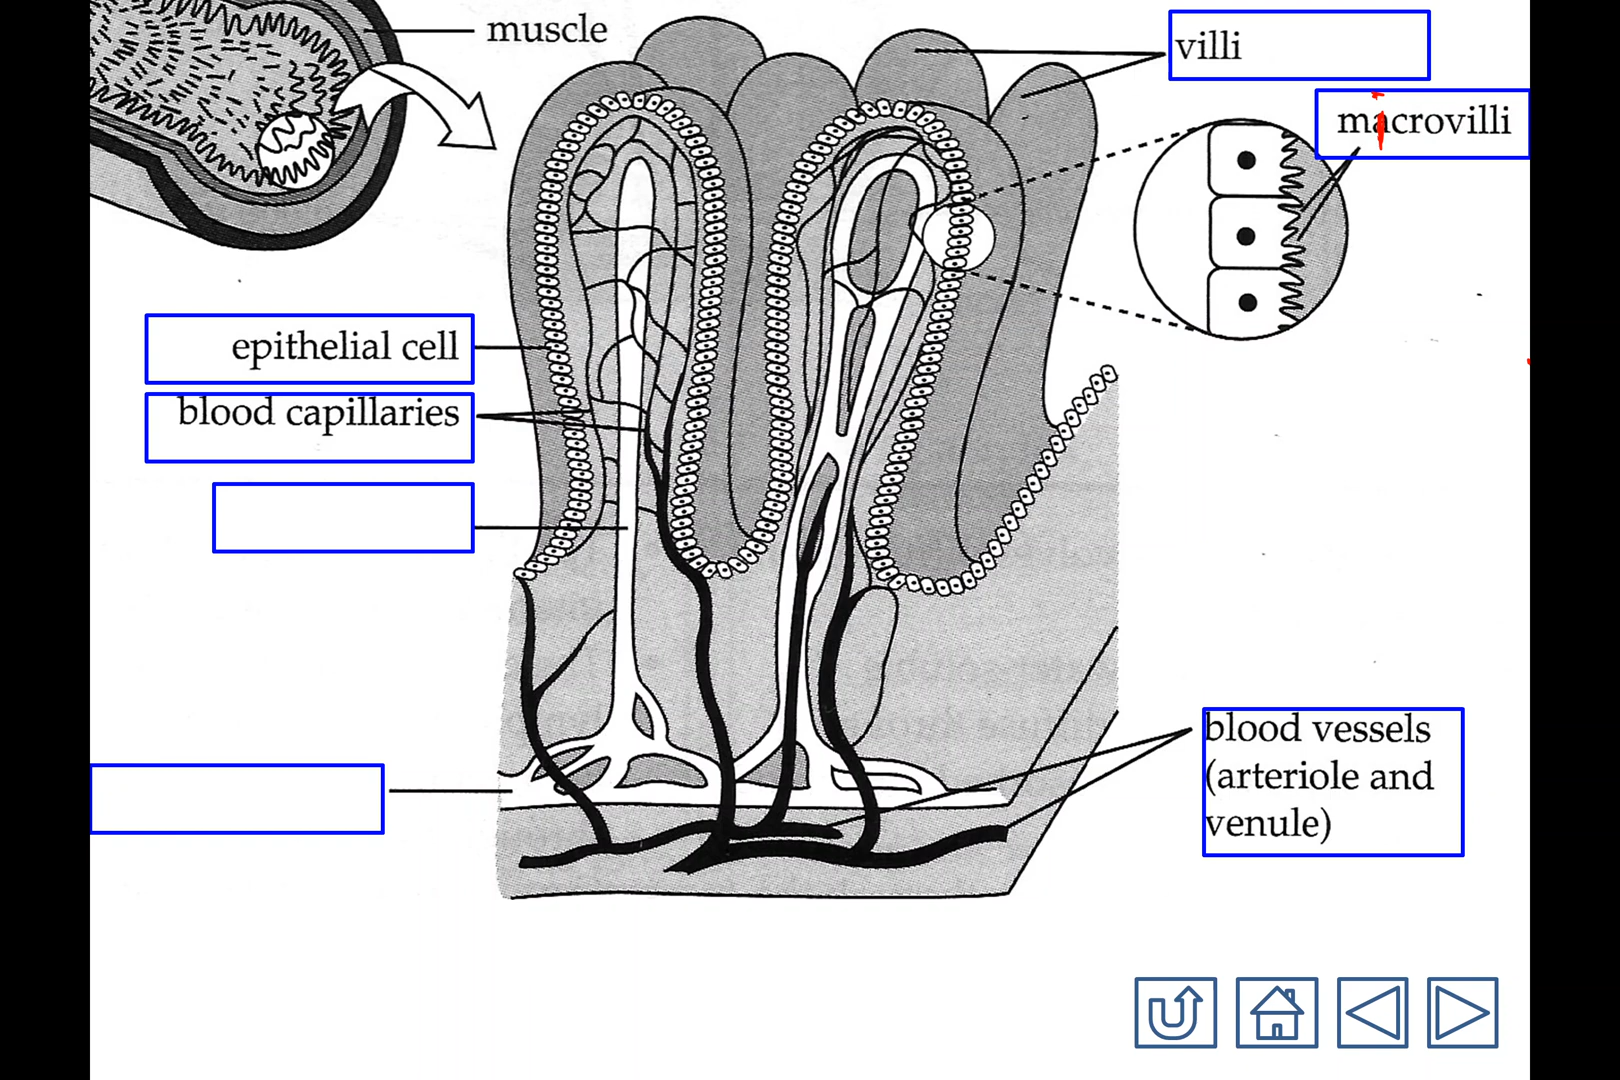 muscle
villi
macrovilli
epithelial cell
blood capillaries
blood vessels
(arteriole and
venule)